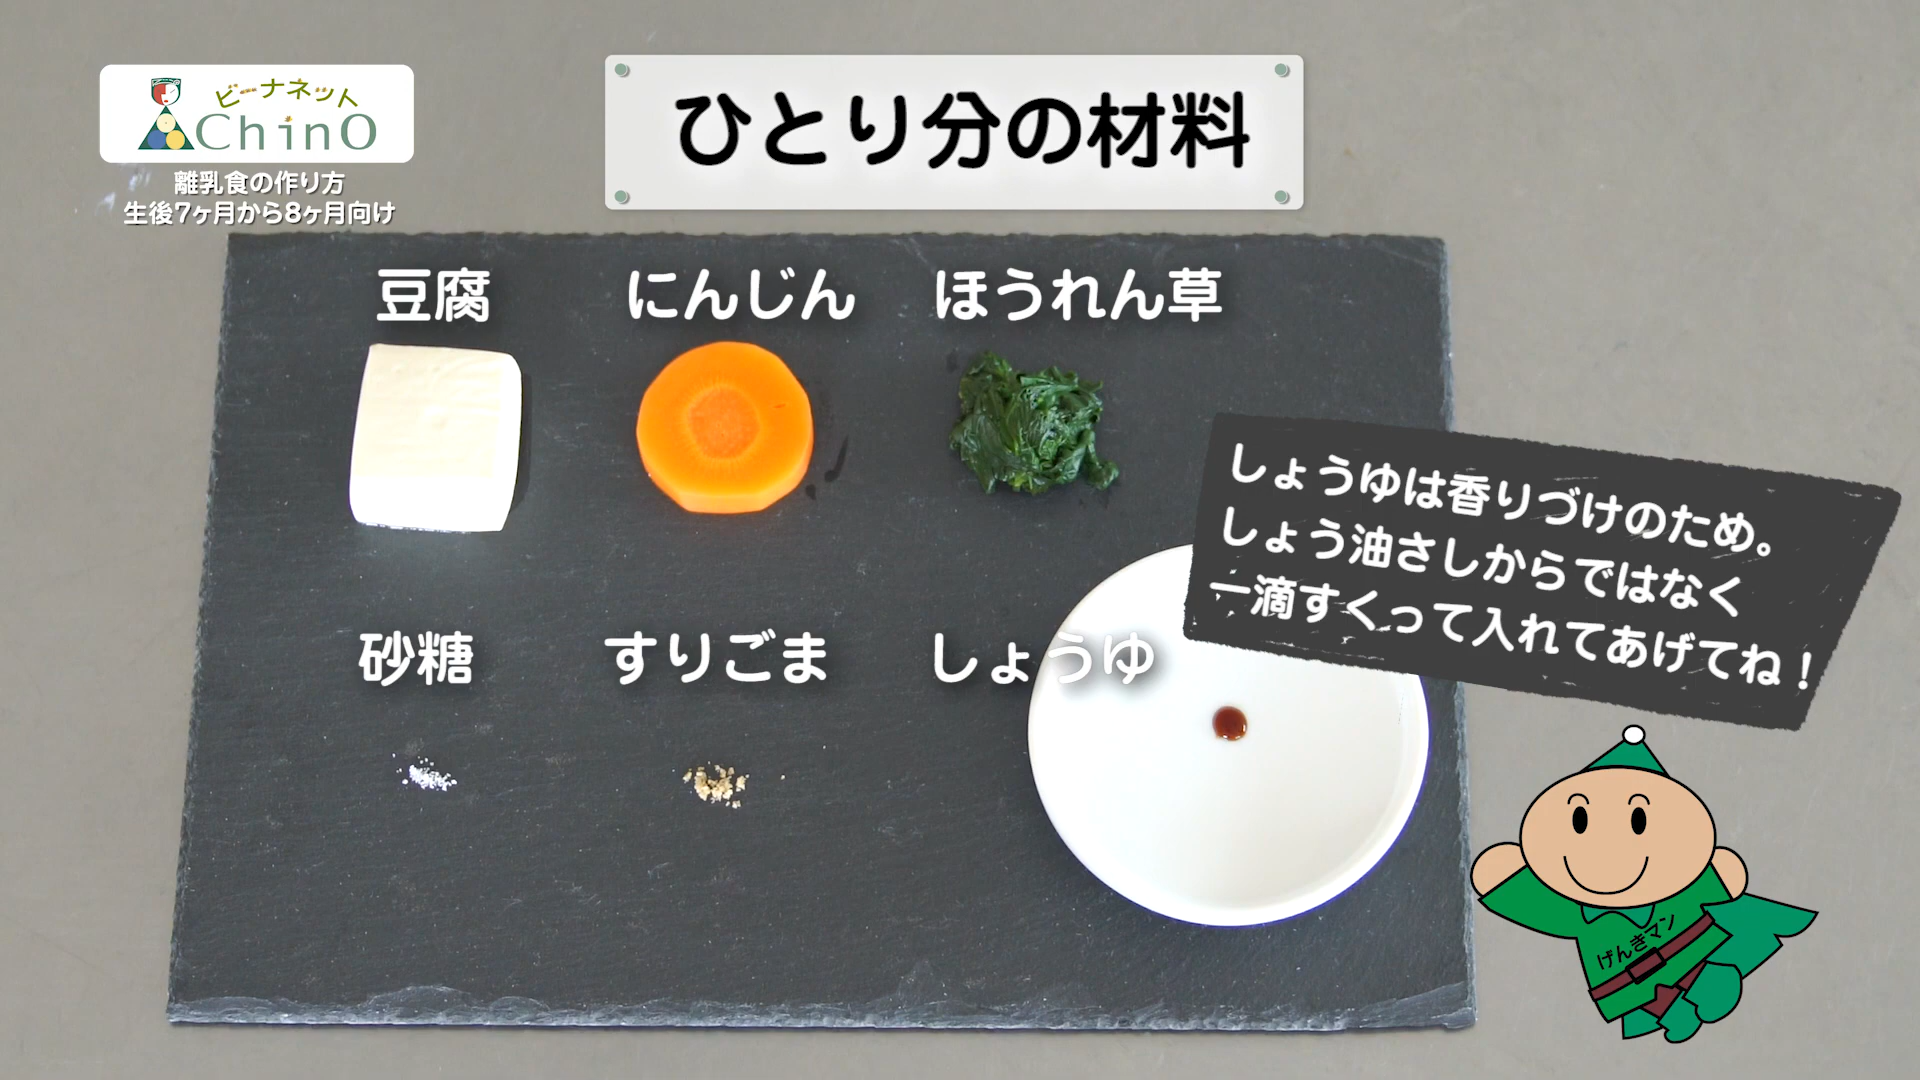 ビーナネット
ChinO
離乳食の作り方
生後7ヶ月から8ヶ月向け
ひとり分の材料
豆腐
にんじん
ほうれん草
しょうゆは香りづけのため。
しょう油さしからではなく
一滴すくって入れてあげてね！
砂糖
すりごま
しょうゆ
げんきマン